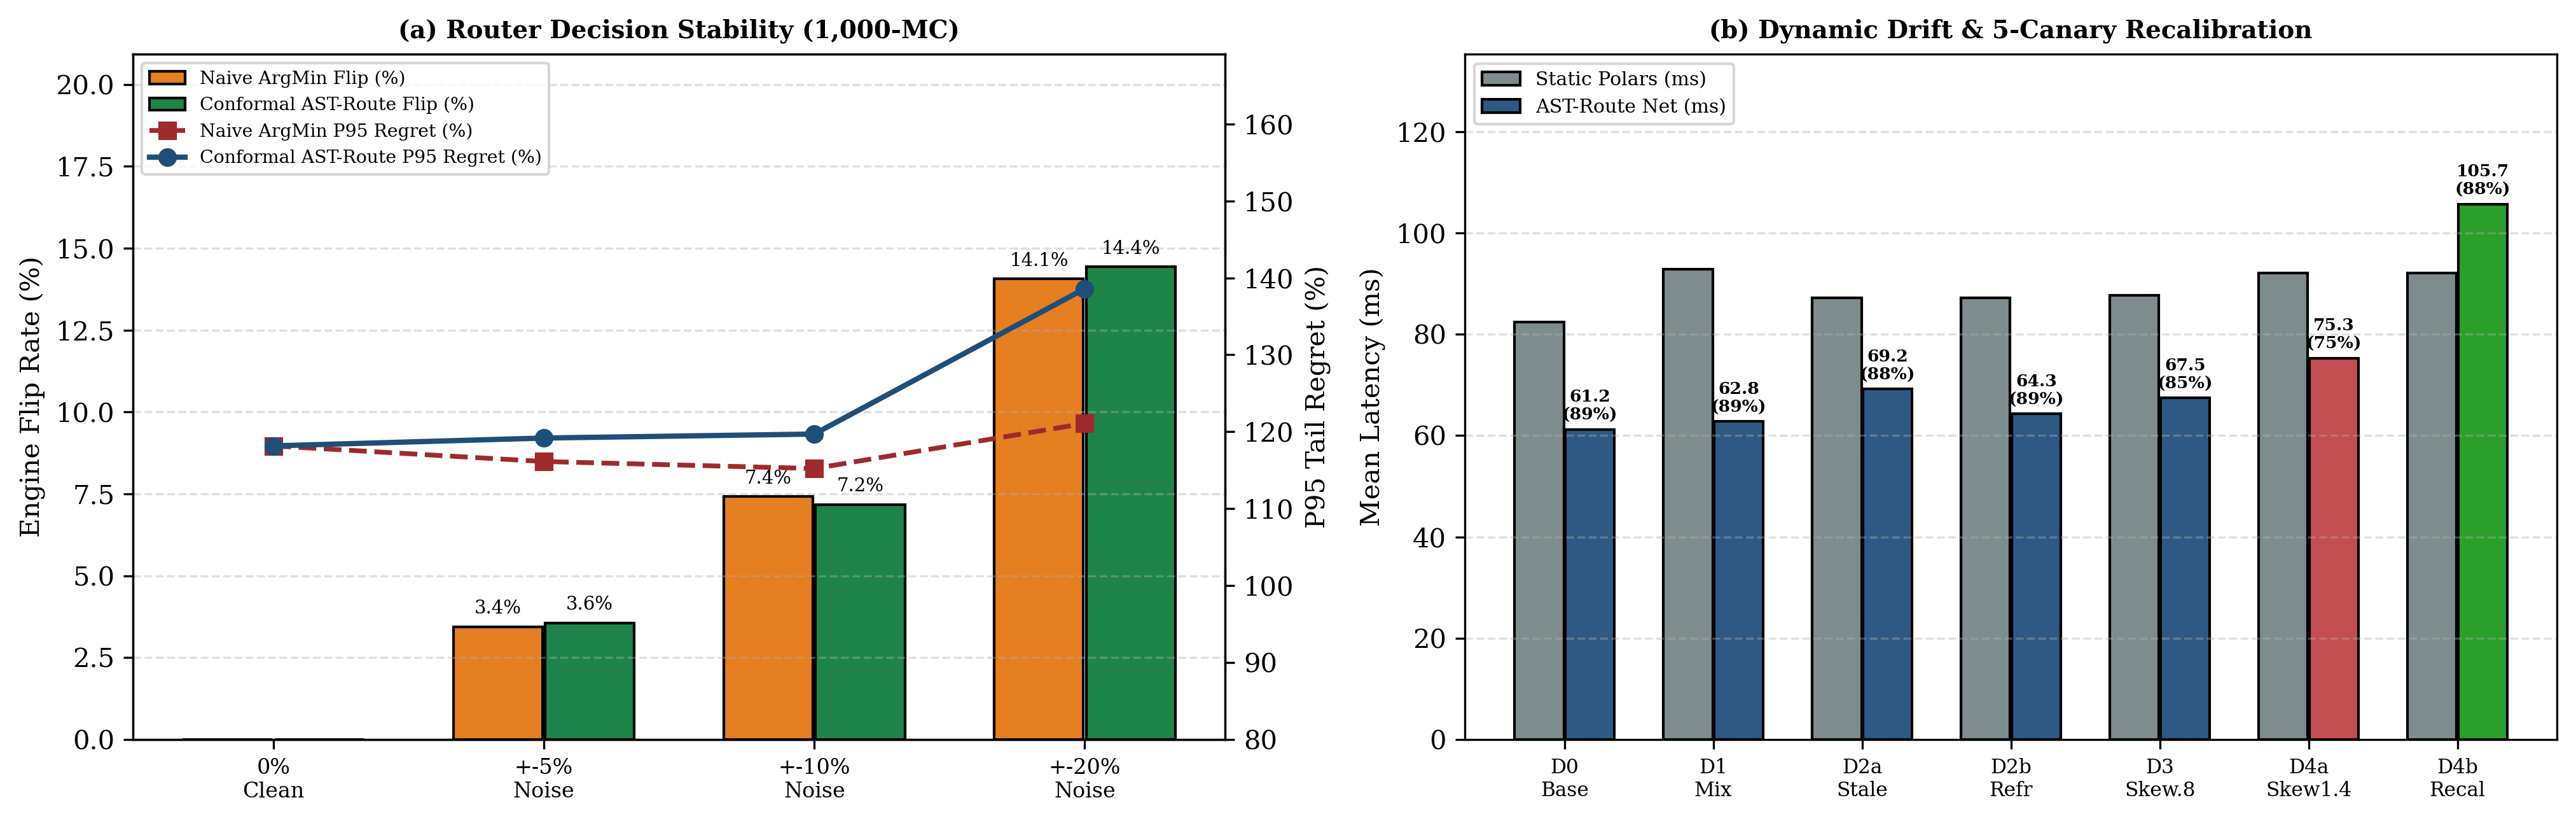 (a) Router Decision Stability (1,000-MC)
Naive ArgMin Flip (%)
Conformal AST-Route Flip (%)
Naive ArgMin P95 Regret (%)
Conformal AST-Route P95 Regret (%)
Engine Flip Rate (%)
20.0
17.5
15.0
12.5
10.0
7.5
5.0
2.5
0.0
3.4%
3.6%
7.4%
7.2%
14.1%
14.4%
0%
Clean
+-5%
Noise
+-10%
Noise
+-20%
Noise
160
150
140
130
120
110
100
90
80
P95 Tail Regret (%)
(b) Dynamic Drift & 5-Canary Recalibration
Static Polars (ms)
AST-Route Net (ms)
Mean Latency (ms)
120
100
80
60
40
20
0
61.2
(89%)
62.8
(89%)
69.2
(88%)
64.3
(89%)
67.5
(85%)
75.3
(75%)
105.7
(88%)
D0
Base
D1
Mix
D2a
Stale
D2b
Refr
D3
Skew.8
D4a
Skew1.4
D4b
Recal